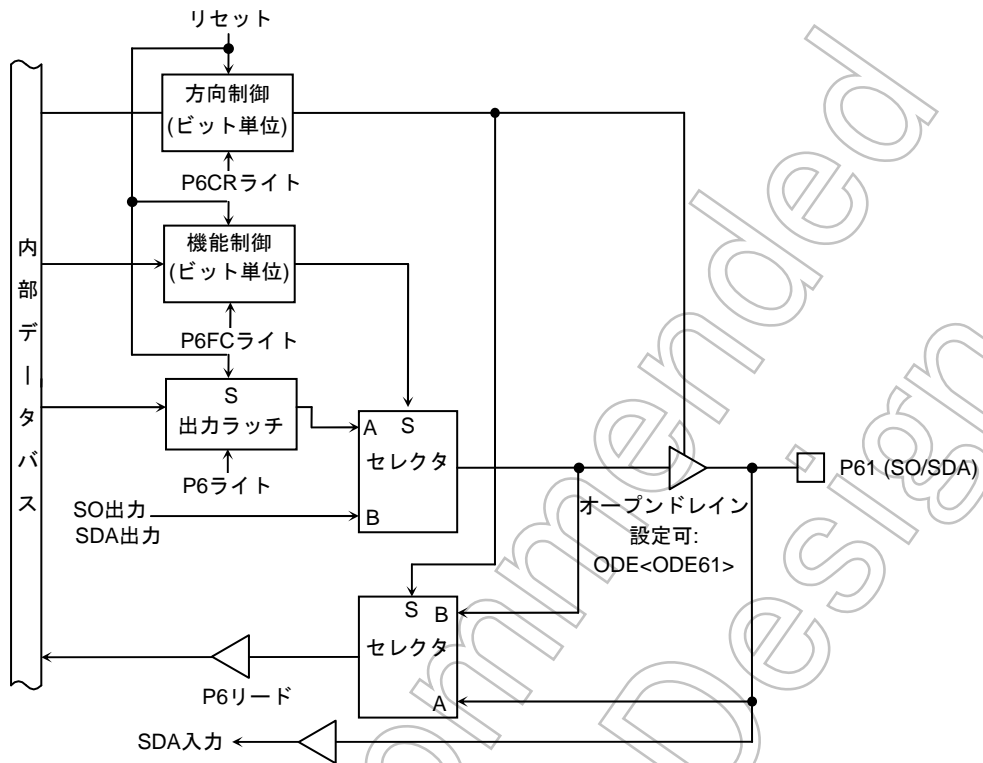 リセット
方向制御
(ビット単位)
P6CRライト
内部データバス
機能制御
(ビット単位)
P6FCライト
S
出力ラッチ
P6ライト
A
S
セレクタ
B
SO出力
SDA出力
P61 (SO/SDA)
オープンドレイン
設定可:
ODE<ODE61>
S
B
セレクタ
A
P6リード
SDA入力
ommended
Design